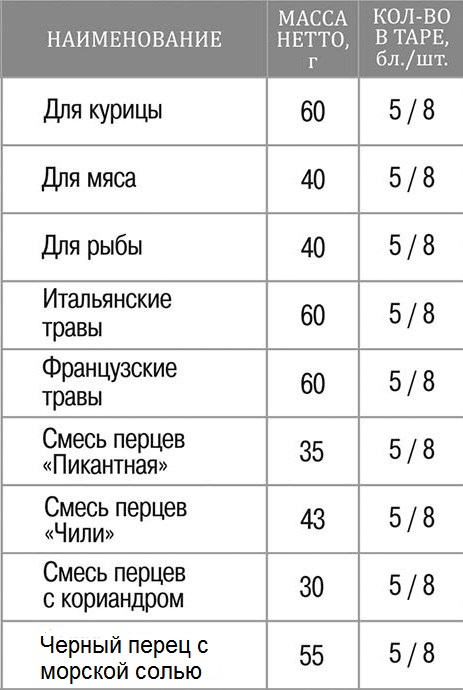 НАИМЕНОВАНИЕ
МАССА
НЕТТО,
г
КОЛ-ВО
В ТАРЕ,
бл./шт.
Для курицы
60
5 / 8
Для мяса
40
5 / 8
Для рыбы
40
5 / 8
Итальянские
травы
60
5 / 8
Французские
травы
60
5 / 8
Смесь перцев
«Пикантная»
35
5 / 8
Смесь перцев
«Чили»
43
5 / 8
Смесь перцев
с кориандром
30
5 / 8
Черный перец с
морской солью
55
5 / 8